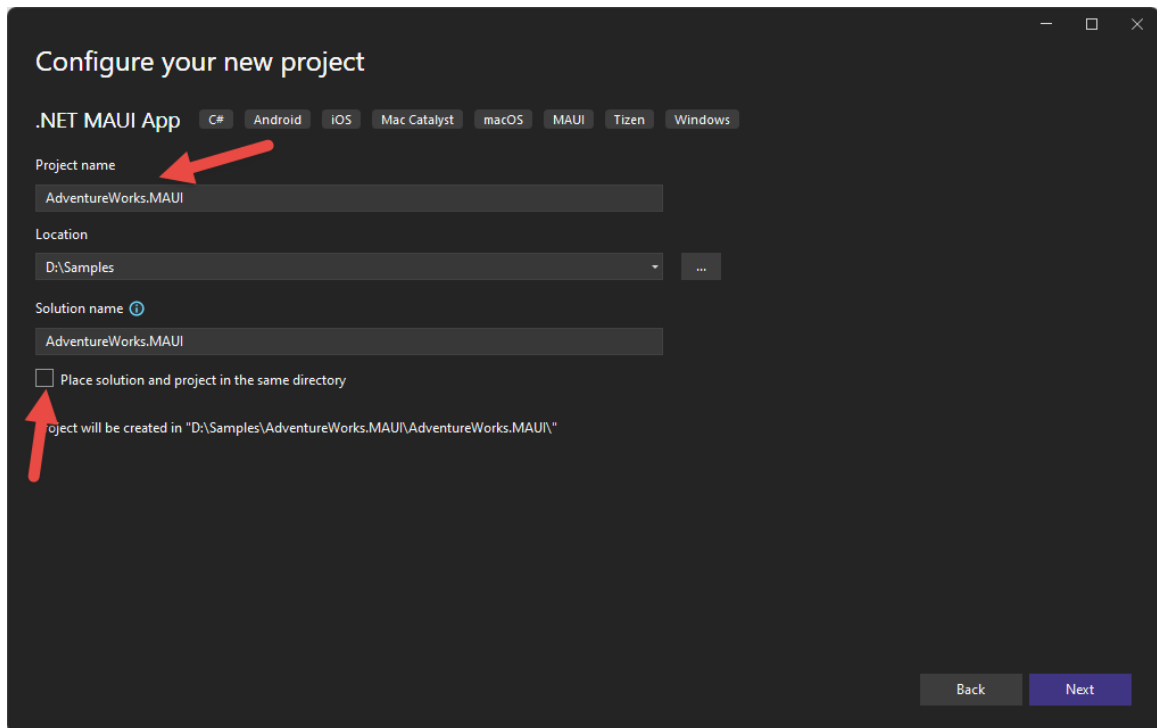 Configure your new project
.NET MAUI App C# Android iOS Mac Catalyst macOS MAUI Tizen Windows
Project name
AdventureWorks.MAUI
Location
D:\Samples ...
Solution name
AdventureWorks.MAUI
Place solution and project in the same directory
roject will be created in "D:\Samples\AdventureWorks.MAUI\AdventureWorks.MAUI\"
Back Next